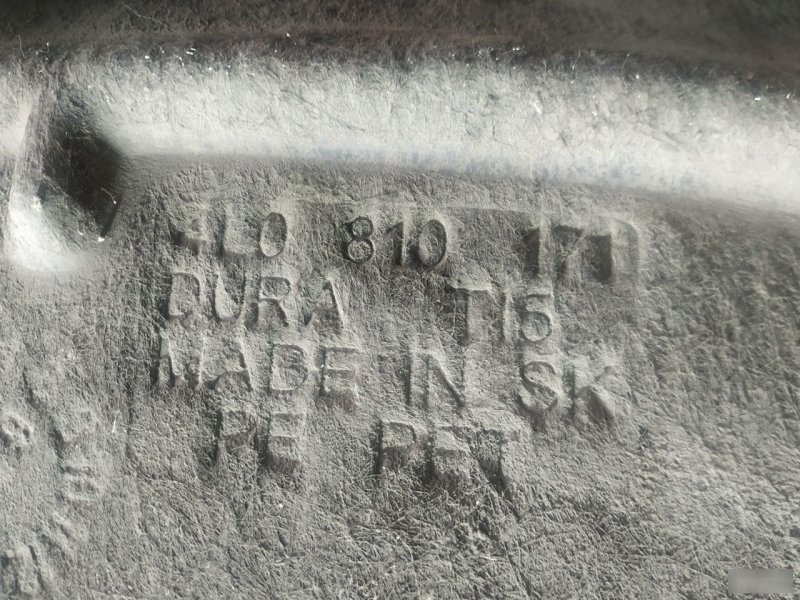 4L0 810 171
DURA T15
MADE IN SK
PE PET